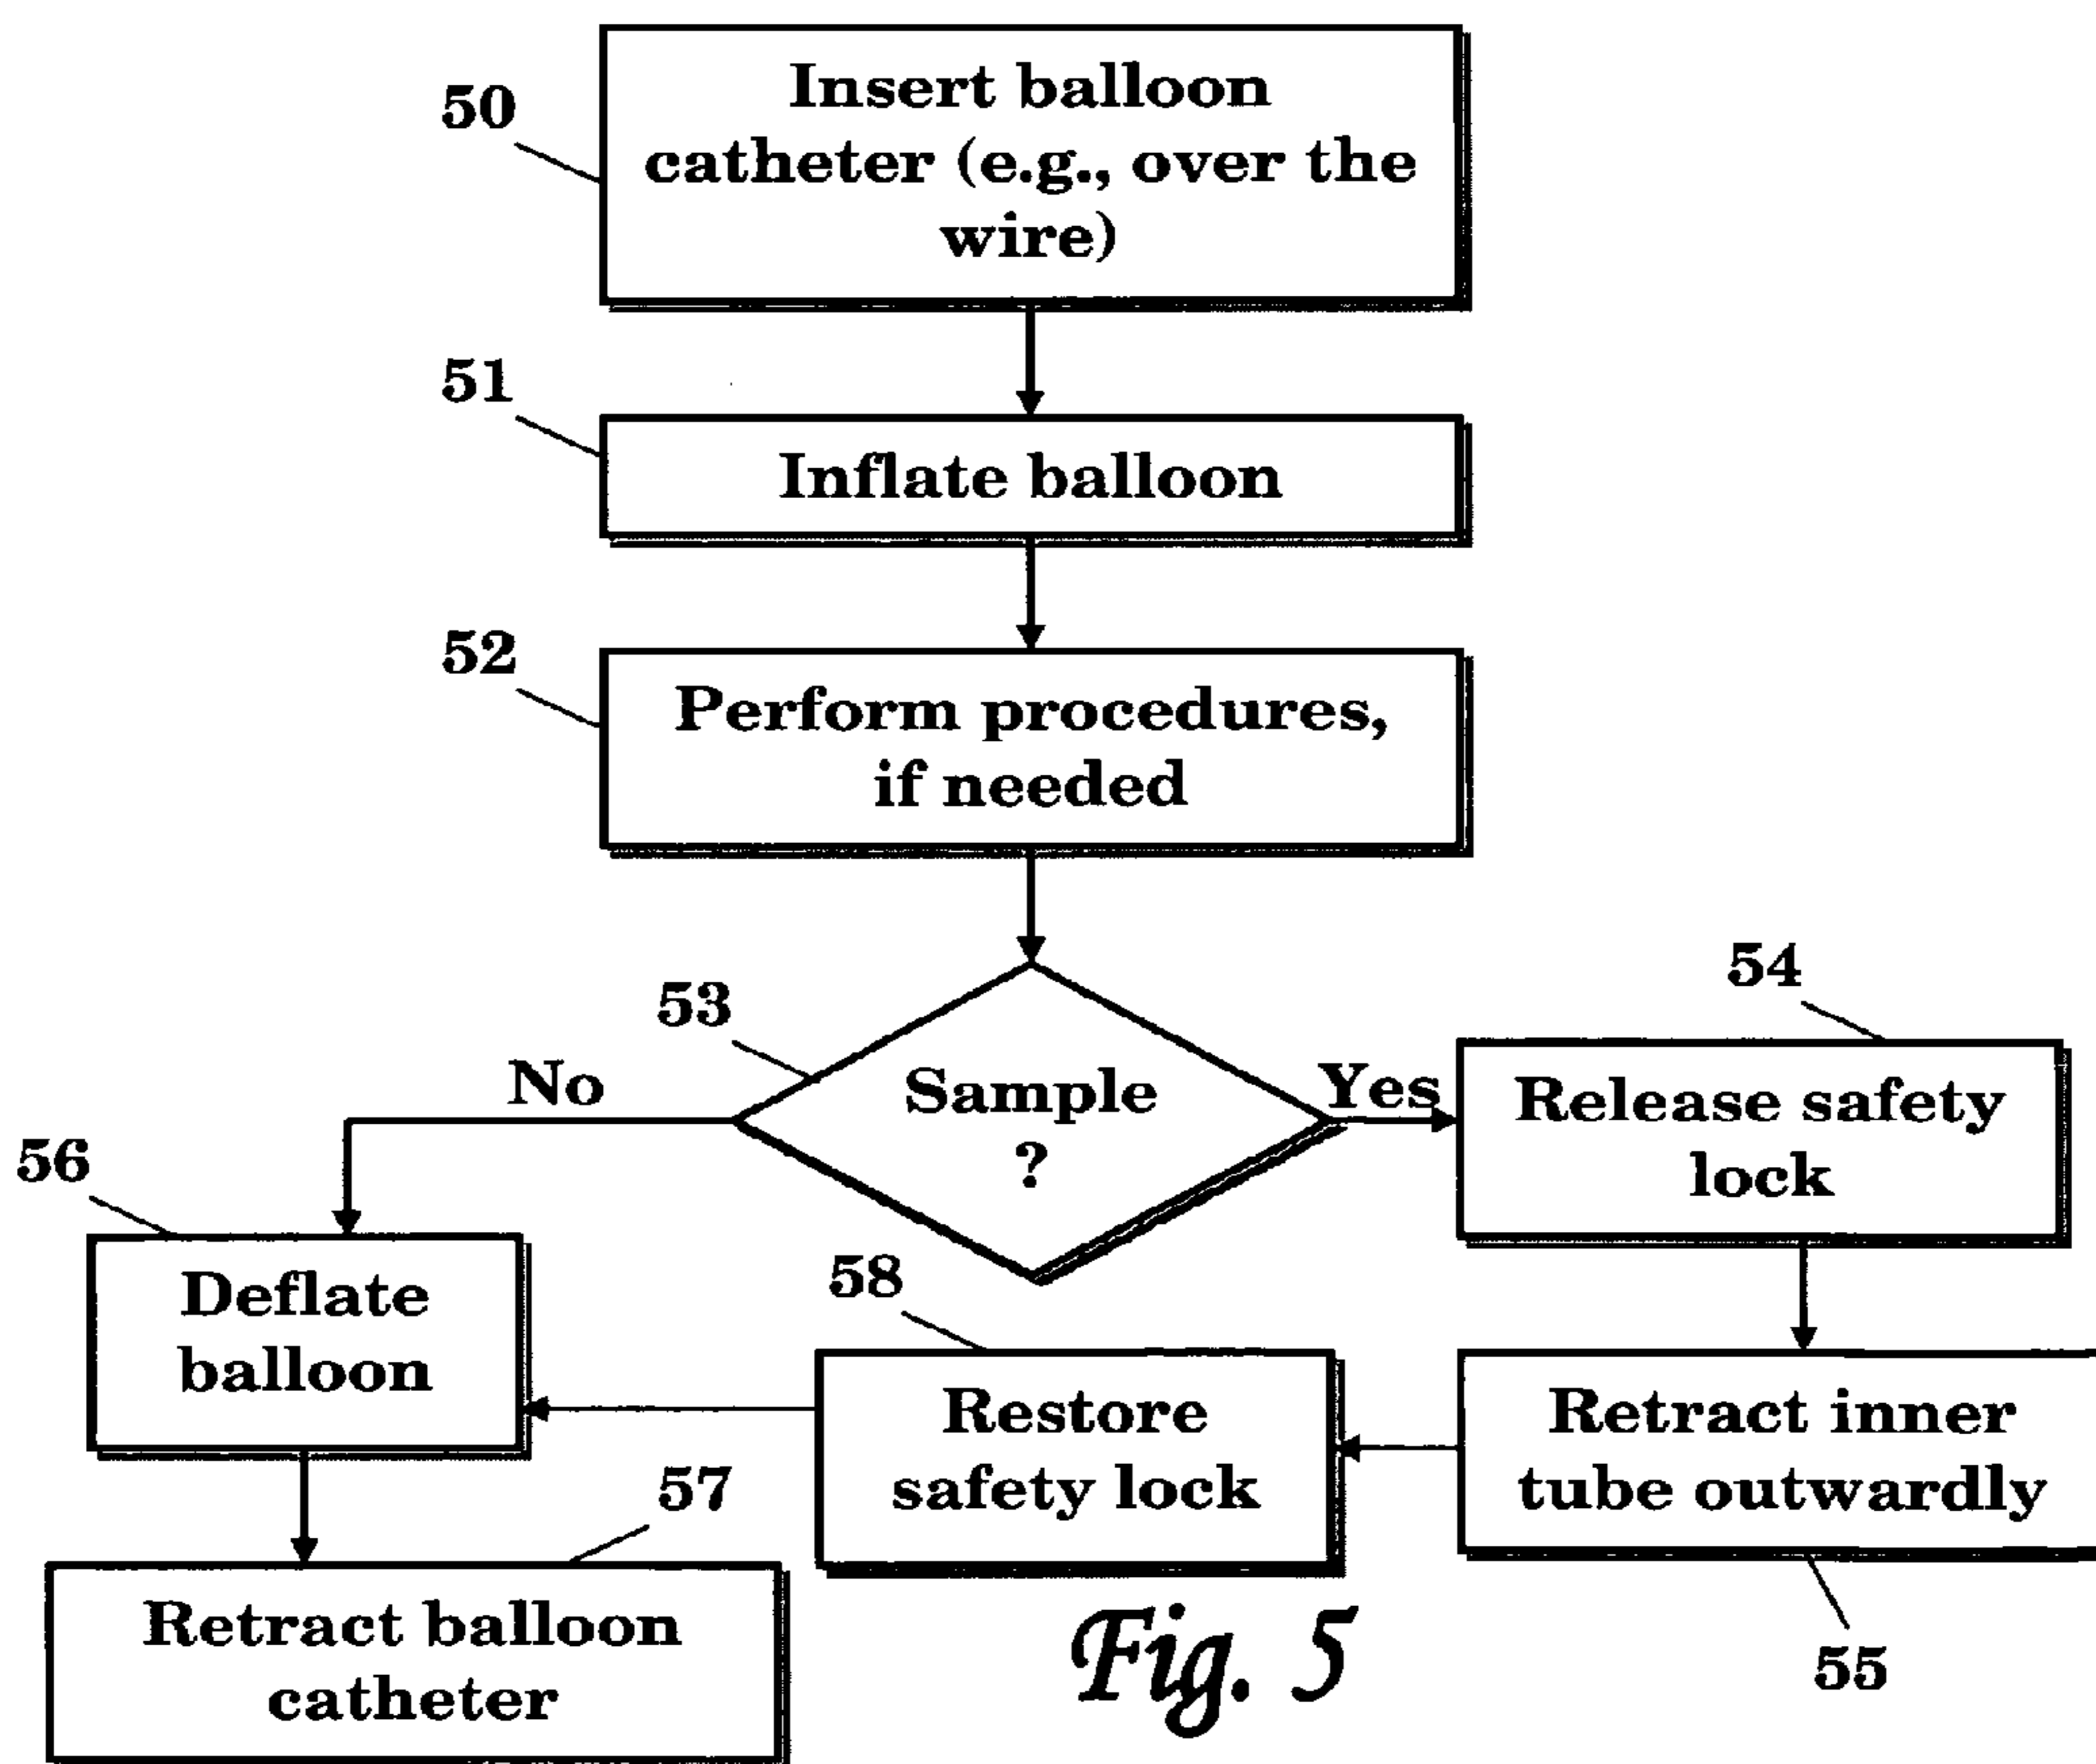 50
Insert balloon
catheter (e.g., over the
wire)
51
Inflate balloon
52
Perform procedures,
if needed
53
Sample
?
No
Yes
54
Release safety
lock
56
Deflate
balloon
58
Restore
safety lock
Retract inner
tube outwardly
55
57
Retract balloon
catheter
Fig. 5